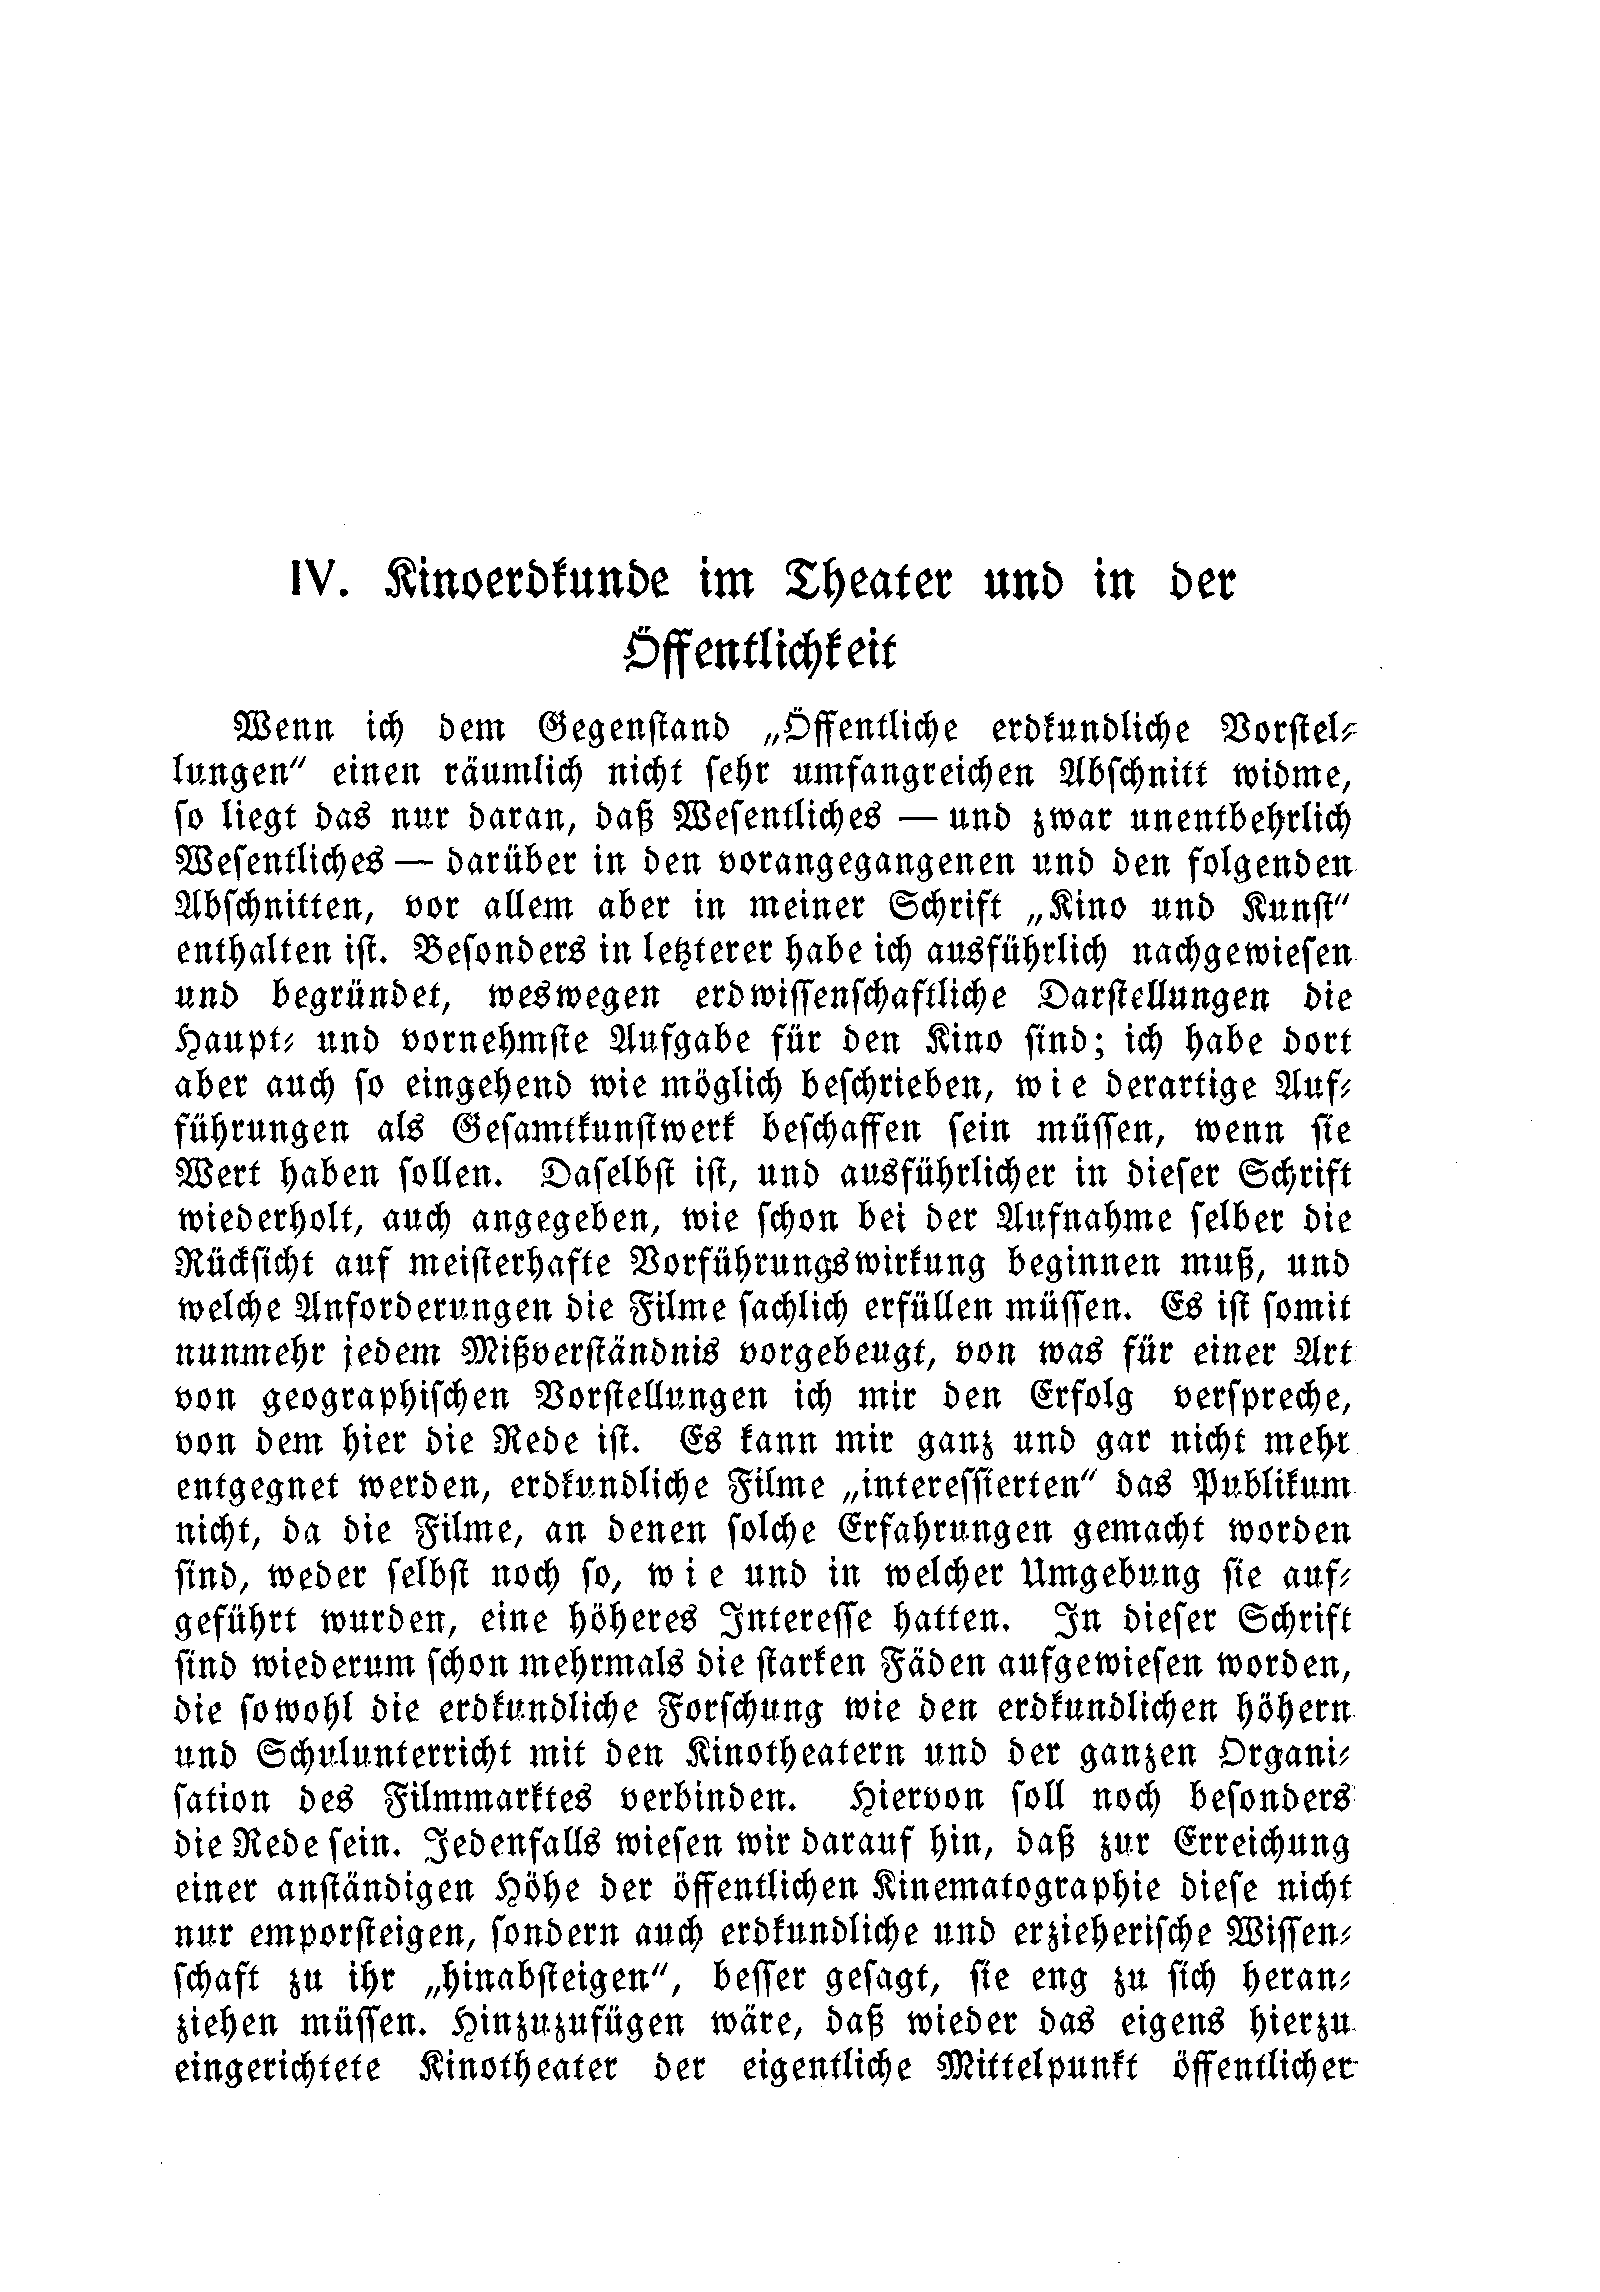 IV. Kinoerdkunde im Theater und in der
Öffentlichkeit
Wenn ich dem Gegenstand „Öffentliche erdkundliche Vorstel-
lungen“ einen räumlich nicht sehr umfangreichen Abschnitt widme,
so liegt das nur daran, daß Wesentliches — und zwar unentbehrlich
Wesentliches — darüber in den vorangegangenen und den folgenden
Abschnitten, vor allem aber in meiner Schrift „Kino und Kunst“
enthalten ist. Besonders in letzterer habe ich ausführlich nachgewiesen
und begründet, weswegen erdwissenschaftliche Darstellungen die
Haupt- und vornehmste Aufgabe für den Kino sind; ich habe dort
aber auch so eingehend wie möglich beschrieben, wie derartige Auf-
führungen als Gesamtkunstwerk beschaffen sein müssen, wenn sie
Wert haben sollen. Daselbst ist, und ausführlicher in dieser Schrift
wiederholt, auch angegeben, wie schon bei der Aufnahme selber die
Rücksicht auf meisterhafte Vorführungswirkung beginnen muß, und
welche Anforderungen die Filme sachlich erfüllen müssen. Es ist somit
nunmehr jedem Mißverständnis vorgebeugt, von was für einer Art
von geographischen Vorstellungen ich mir den Erfolg verspreche,
von dem hier die Rede ist. Es kann mir ganz und gar nicht mehr
entgegnet werden, erdkundliche Filme „interessierten“ das Publikum
nicht, da die Filme, an denen solche Erfahrungen gemacht worden
sind, weder selbst noch so, wie und in welcher Umgebung sie auf-
geführt wurden, eine höheres Interesse hatten. In dieser Schrift
sind wiederum schon mehrmals die starken Fäden aufgewiesen worden,
die sowohl die erdkundliche Forschung wie den erdkundlichen höhern
und Schulunterricht mit den Kinotheatern und der ganzen Organi-
sation des Filmmarktes verbinden. Hiervon soll noch besonders
die Rede sein. Jedenfalls wiesen wir darauf hin, daß zur Erreichung
einer anständigen Höhe der öffentlichen Kinematographie diese nicht
nur emporsteigen, sondern auch erdkundliche und erzieherische Wissen-
schaft zu ihr „hinabsteigen“, besser gesagt, sie eng zu sich heran-
ziehen müssen. Hinzuzufügen wäre, daß wieder das eigens hierzu
eingerichtete Kinotheater der eigentliche Mittelpunkt öffentlicher